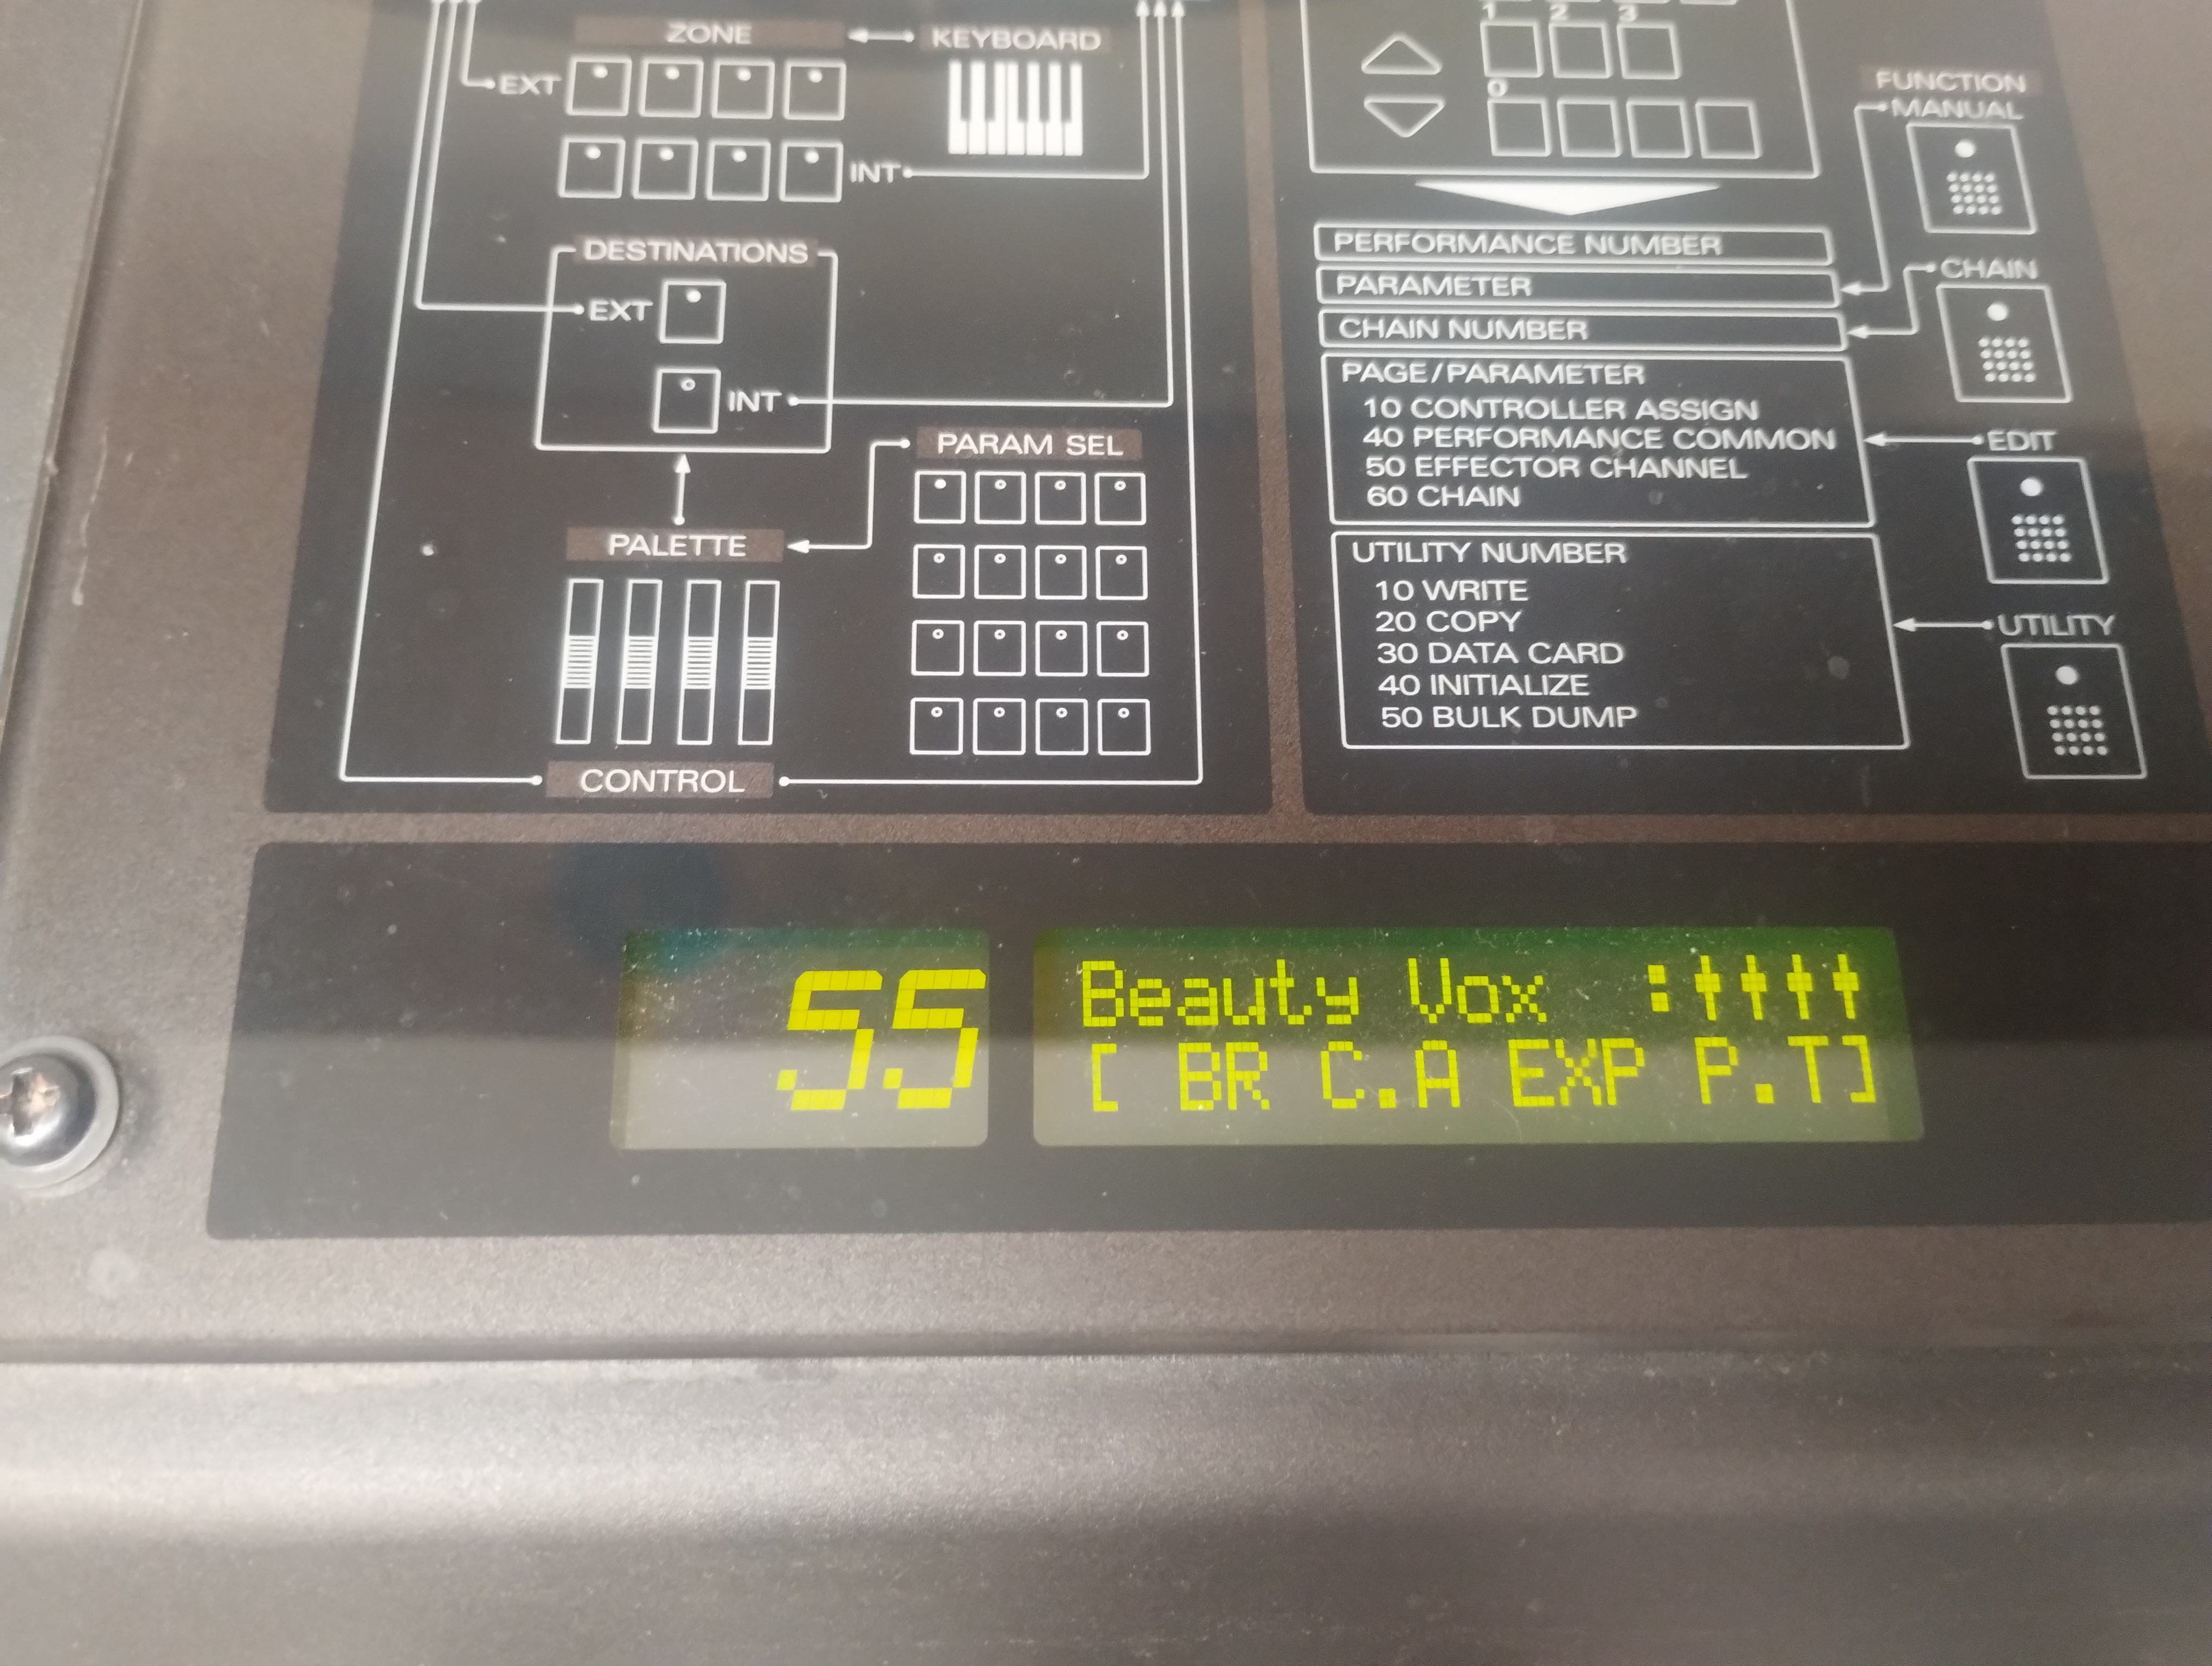 ZONE
KEYBOARD
EXT
INT
DESTINATIONS
EXT
INT
PARAM SEL
PALETTE
CONTROL
1 2 3
0
FUNCTION
MANUAL
PERFORMANCE NUMBER
PARAMETER
CHAIN NUMBER
CHAIN
PAGE/PARAMETER
10 CONTROLLER ASSIGN
40 PERFORMANCE COMMON
50 EFFECTOR CHANNEL
60 CHAIN
EDIT
UTILITY NUMBER
10 WRITE
20 COPY
30 DATA CARD
40 INITIALIZE
50 BULK DUMP
UTILITY
55
Beauty Vox :
[ BR C.A EXP P.T]